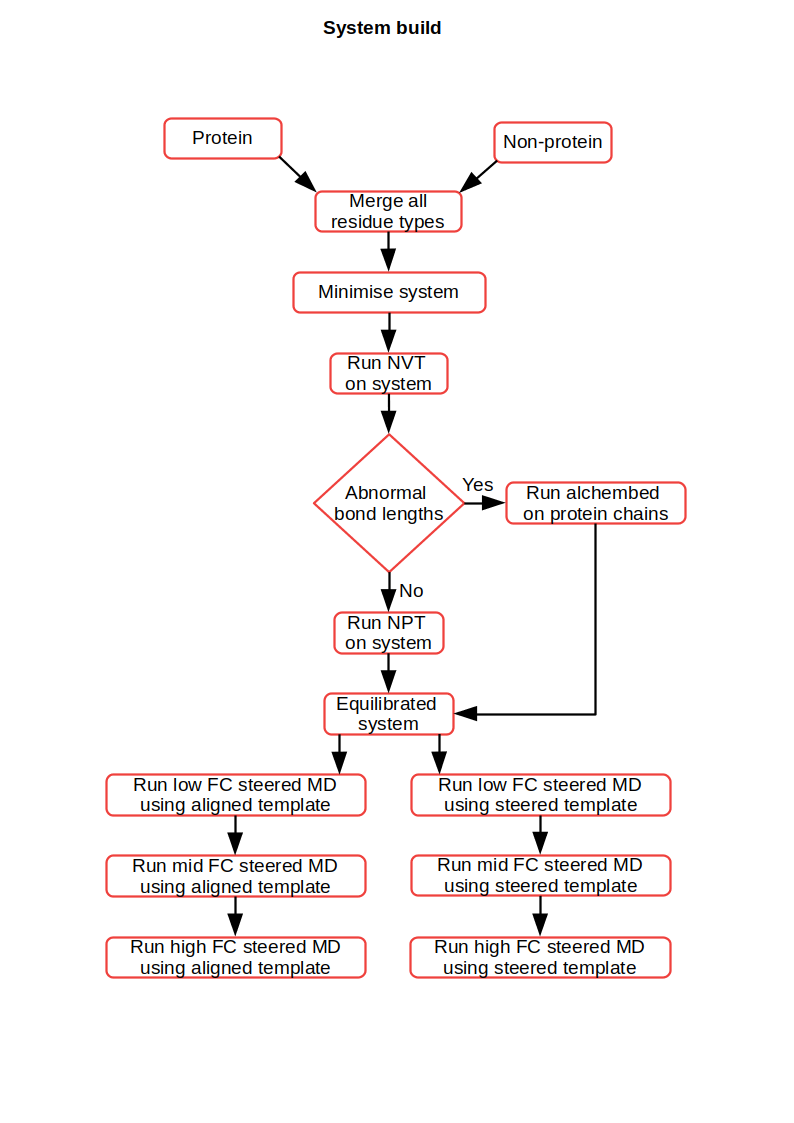 System build
Protein
Non-protein
Merge all
residue types
Minimise system
Run NVT
on system
Abnormal
bond lengths
Yes
Run alchembed
on protein chains
No
Run NPT
on system
Equilibrated
system
Run low FC steered MD
using aligned template
Run low FC steered MD
using steered template
Run mid FC steered MD
using aligned template
Run mid FC steered MD
using steered template
Run high FC steered MD
using aligned template
Run high FC steered MD
using steered template